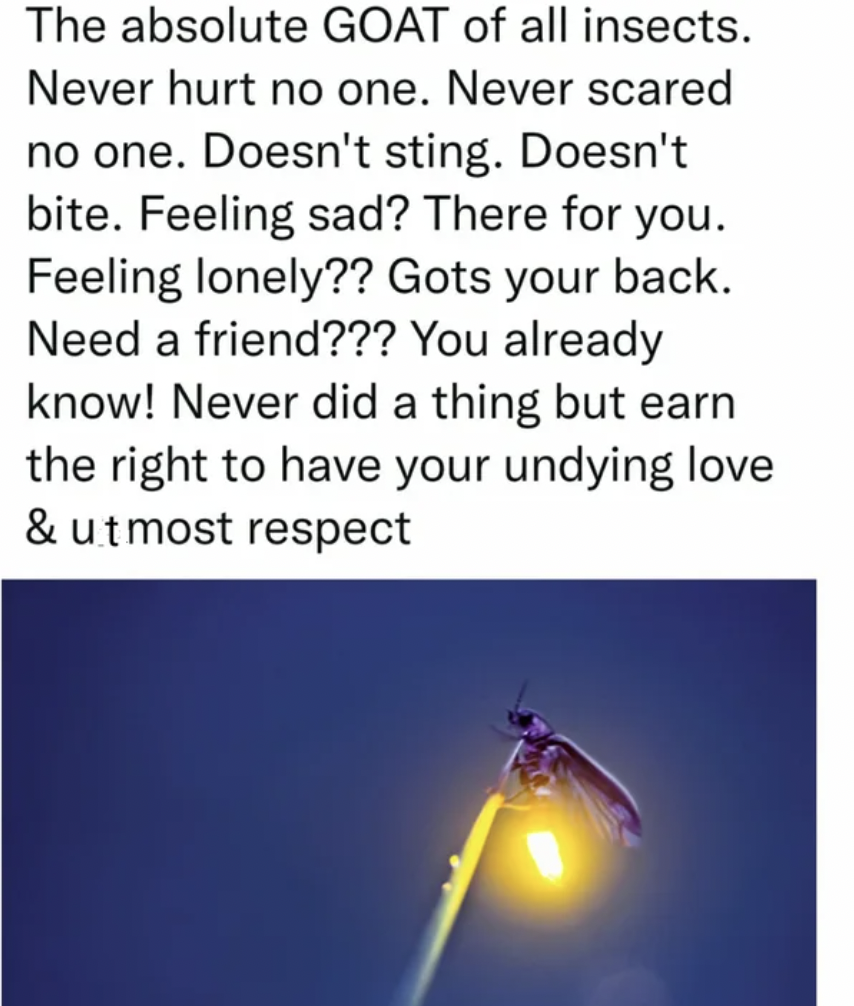 The absolute GOAT of all insects.
Never hurt no one. Never scared
no one. Doesn't sting. Doesn't
bite. Feeling sad? There for you.
Feeling lonely?? Gots your back.
Need a friend??? You already
know! Never did a thing but earn
the right to have your undying love
& utmost respect